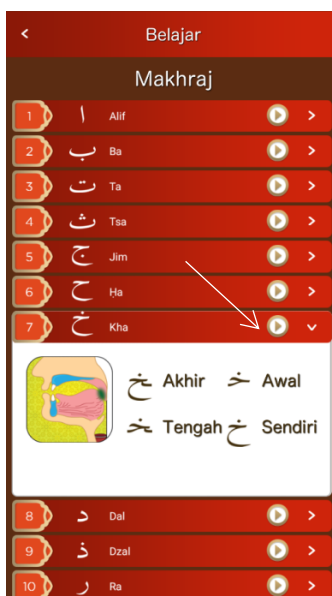 Belajar
Makhraj
1 ا Alif
2 ب Ba
3 ت Ta
4 ث Tsa
5 ج Jim
6 ح Ḥa
7 خ Kha
ـخ Akhir خـ Awal
ـخـ Tengah خ Sendiri
8 د Dal
9 ذ Dzal
10 ر Ra